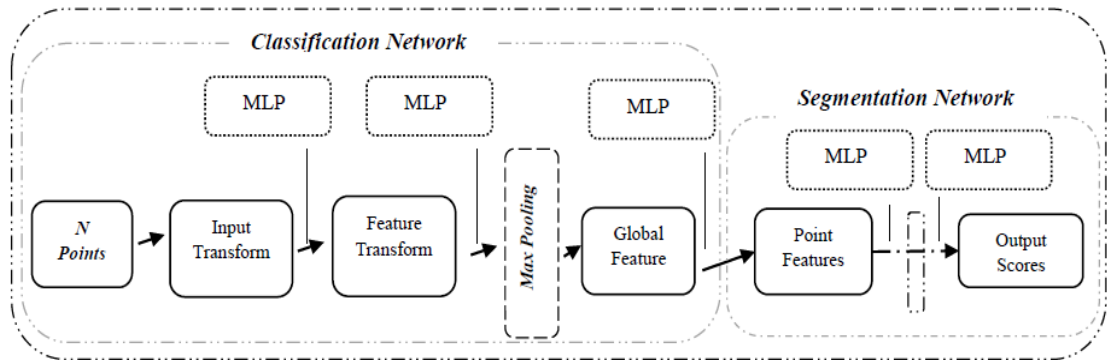 Classification Network
Segmentation Network
MLP
MLP
MLP
MLP
MLP
N
Points
Input
Transform
Feature
Transform
Max Pooling
Global
Feature
Point
Features
Output
Scores